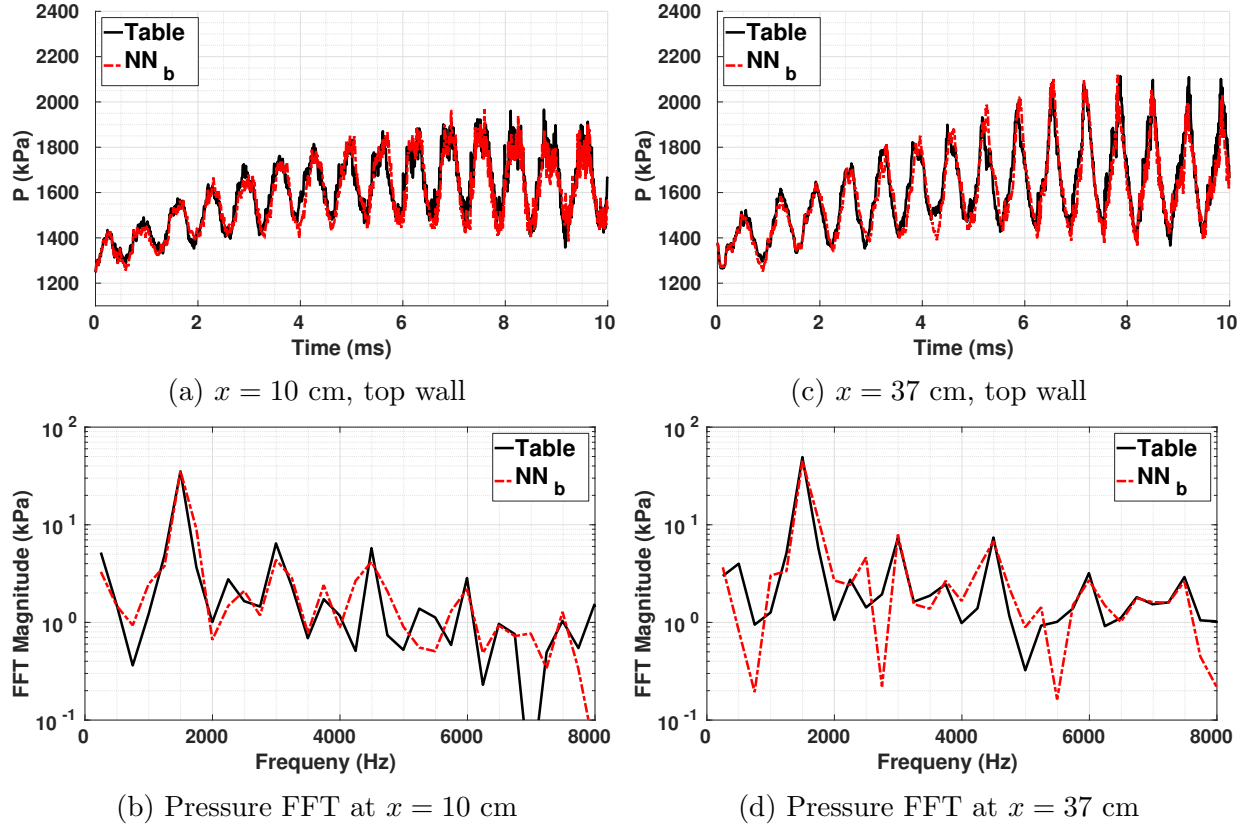 2400
2200
2000
1800
1600
1400
1200
P (kPa)
Table
NN b
0 2 4 6 8 10
Time (ms)
(a) x = 10 cm, top wall
2400
2200
2000
1800
1600
1400
1200
P (kPa)
Table
NN b
0 2 4 6 8 10
Time (ms)
(c) x = 37 cm, top wall
10 2
10 1
10 0
10 -1
FFT Magnitude (kPa)
Table
NN b
0 2000 4000 6000 8000
Frequeny (Hz)
(b) Pressure FFT at x = 10 cm
10 2
10 1
10 0
10 -1
FFT Magnitude (kPa)
Table
NN b
0 2000 4000 6000 8000
Frequeny (Hz)
(d) Pressure FFT at x = 37 cm